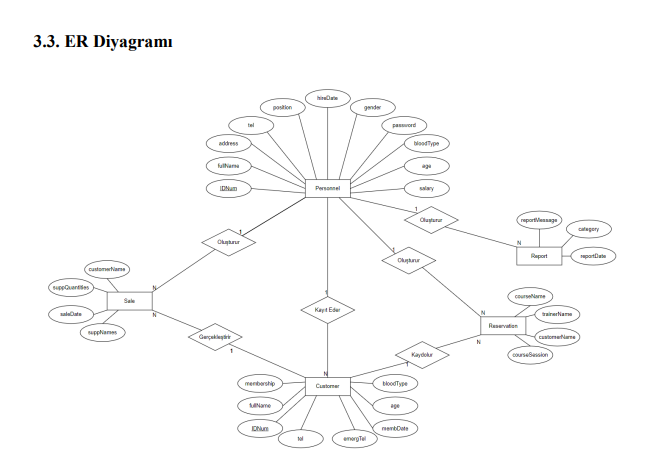 3.3. ER Diyagramı
hireDate
position
gender
tel
password
address
bloodType
fullName
age
IDNum
Personnel
salary
1
Oluşturur
reportMessage
category
1
Oluşturur
N
1
Oluşturur
Report
reportDate
customerName
suppQuantities
N
Sale
1
courseName
saleDate
N
Kayıt Eder
N
trainerName
Reservation
suppNames
Gerçekleştirir
customerName
N
1
Kaydolur
courseSession
1
N
membership
Customer
bloodType
fullName
age
IDNum
membDate
tel
emergTel